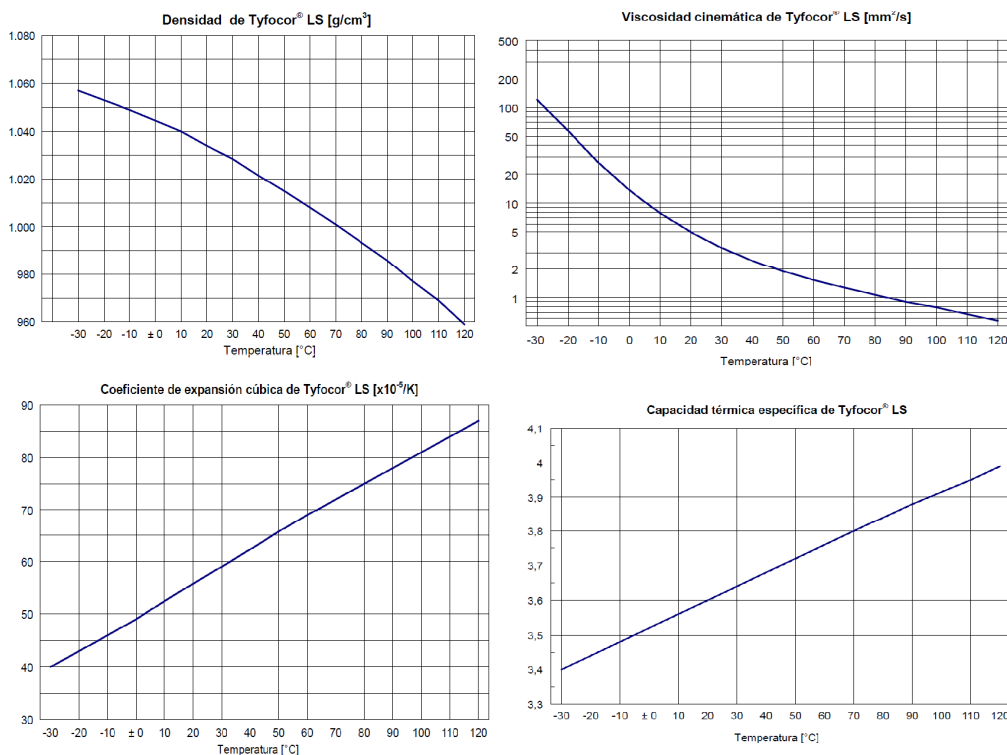 Densidad de Tyfocor® LS [g/cm³]
1.080
1.060
1.040
1.020
1.000
980
960
-30 -20 -10 ± 0 10 20 30 40 50 60 70 80 90 100 110 120
Temperatura [°C]
Viscosidad cinemática de Tyfocor® LS [mm²/s]
500
200
100
50
20
10
5
2
1
-30 -20 -10 0 10 20 30 40 50 60 70 80 90 100 110 120
Temperatura [°C]
Coeficiente de expansión cúbica de Tyfocor® LS [x10⁻⁵/K]
90
80
70
60
50
40
30
-30 -20 -10 ± 0 10 20 30 40 50 60 70 80 90 100 110 120
Temperatura [°C]
Capacidad térmica específica de Tyfocor® LS
4,1
4
3,9
3,8
3,7
3,6
3,5
3,4
3,3
-30 -20 -10 ± 0 10 20 30 40 50 60 70 80 90 100 110 120
Temperatura [°C]